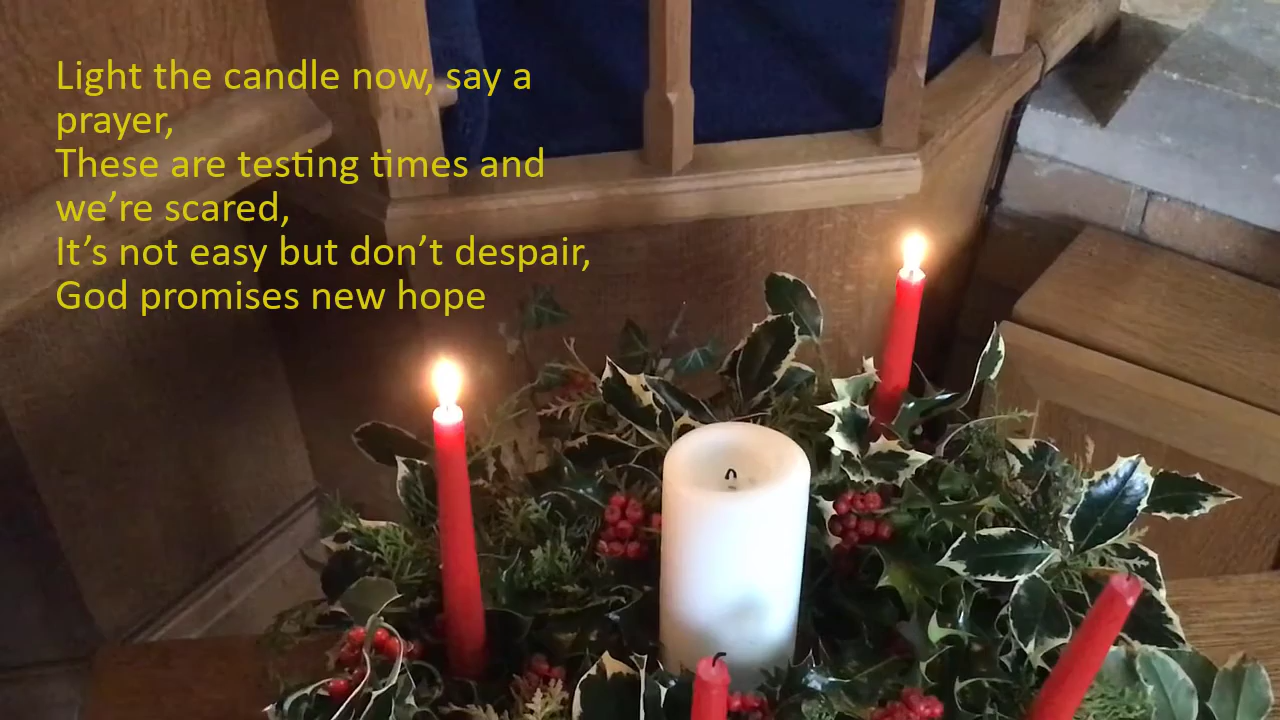 Light the candle now, say a
prayer,
These are testing times and
we’re scared,
It’s not easy but don’t despair,
God promises new hope